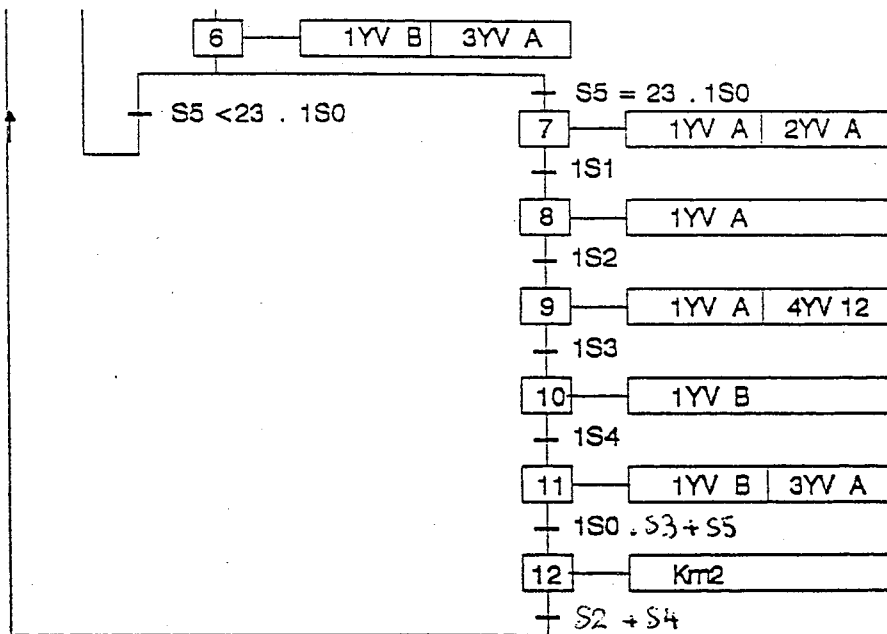 6 1YV B 3YV A
S5 <23 . 1S0
S5 = 23 . 1S0
7 1YV A 2YV A
1S1
8 1YV A
1S2
9 1YV A 4YV 12
1S3
10 1YV B
1S4
11 1YV B 3YV A
1S0 . S3 + S5
12 Km2
S2 + S4